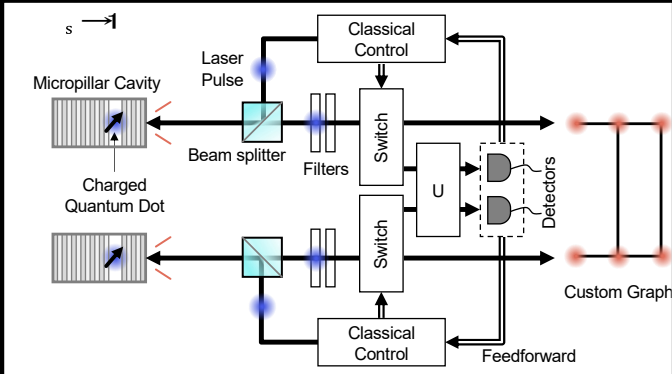 s
Laser
Pulse
Classical
Control
Micropillar Cavity
Beam splitter
Filters
Switch
U
Detectors
Charged
Quantum Dot
Switch
Custom Graph
Classical
Control
Feedforward